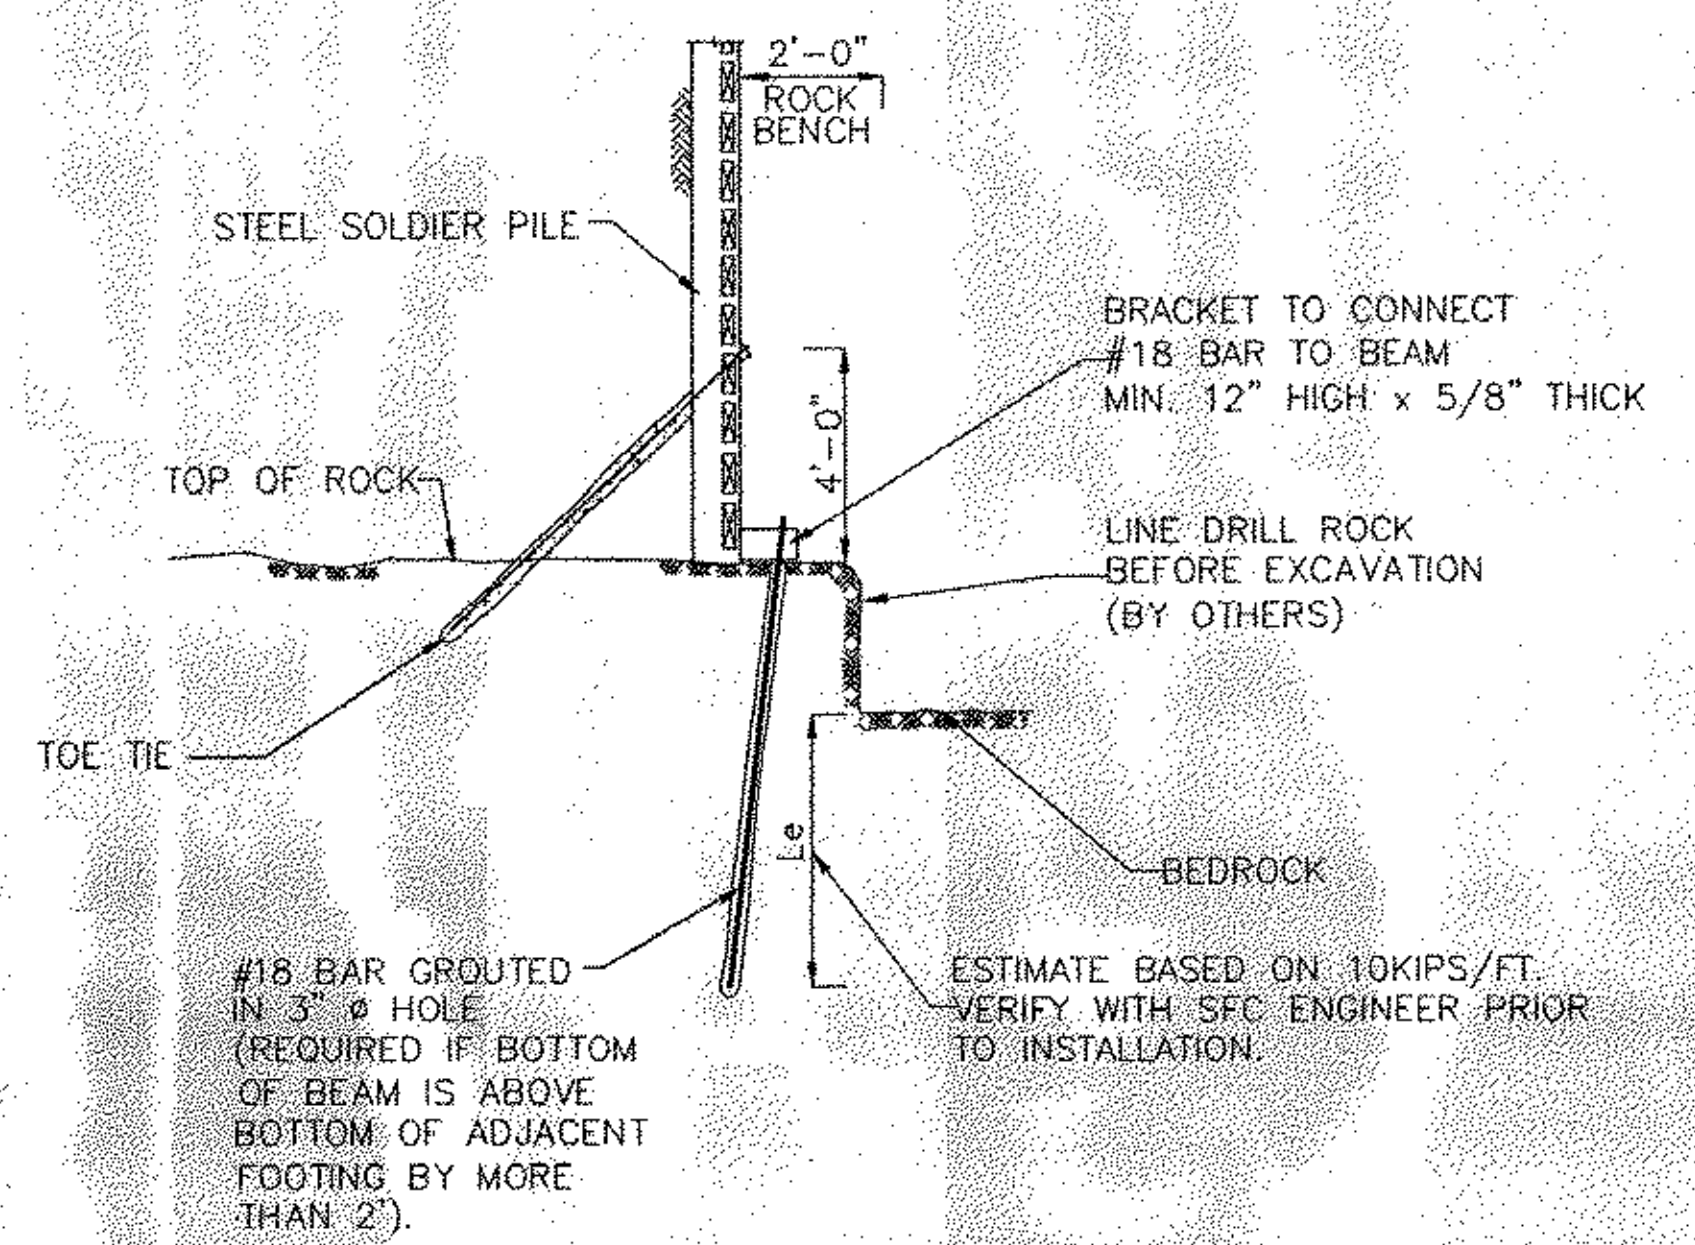 2'-0"
ROCK
BENCH
STEEL SOLDIER PILE
BRACKET TO CONNECT
#18 BAR TO BEAM
MIN. 12" HIGH x 5/8" THICK
4'-0"
TOP OF ROCK
LINE DRILL ROCK
BEFORE EXCAVATION
(BY OTHERS)
TOE TIE
Le
BEDROCK
#18 BAR GROUTED
IN 3" ø HOLE
(REQUIRED IF BOTTOM
OF BEAM IS ABOVE
BOTTOM OF ADJACENT
FOOTING BY MORE
THAN 2').
ESTIMATE BASED ON 10KIPS/FT.
VERIFY WITH SFC ENGINEER PRIOR
TO INSTALLATION.